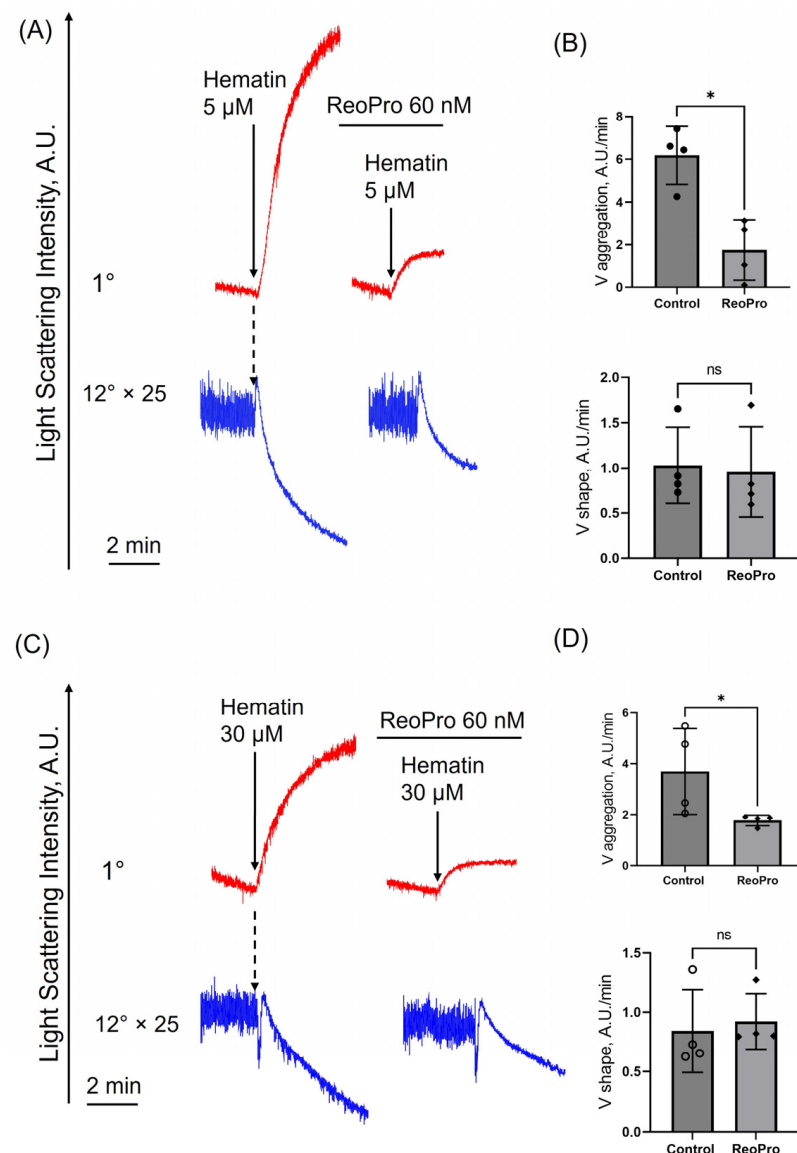 (A)
Light Scattering Intensity, A.U.
Hematin
5 µM
ReoPro 60 nM
Hematin
5 µM
1°
12° × 25
2 min
(B)
V aggregation, A.U./min
8
6
4
2
0
*
Control
ReoPro
V shape, A.U./min
2.0
1.5
1.0
0.5
0.0
ns
Control
ReoPro
(C)
Light Scattering Intensity, A.U.
Hematin
30 µM
ReoPro 60 nM
Hematin
30 µM
1°
12° × 25
2 min
(D)
V aggregation, A.U./min
6
4
2
0
*
Control
ReoPro
V shape, A.U./min
1.5
1.0
0.5
0.0
ns
Control
ReoPro